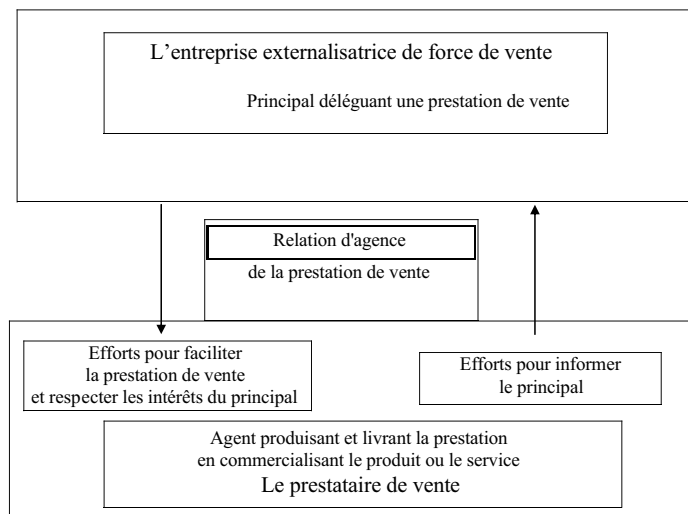 L'entreprise externalisatrice de force de vente
Principal déléguant une prestation de vente
Relation d'agence
de la prestation de vente
Efforts pour faciliter
la prestation de vente
et respecter les intérêts du principal
Efforts pour informer
le principal
Agent produisant et livrant la prestation
en commercialisant le produit ou le service
Le prestataire de vente